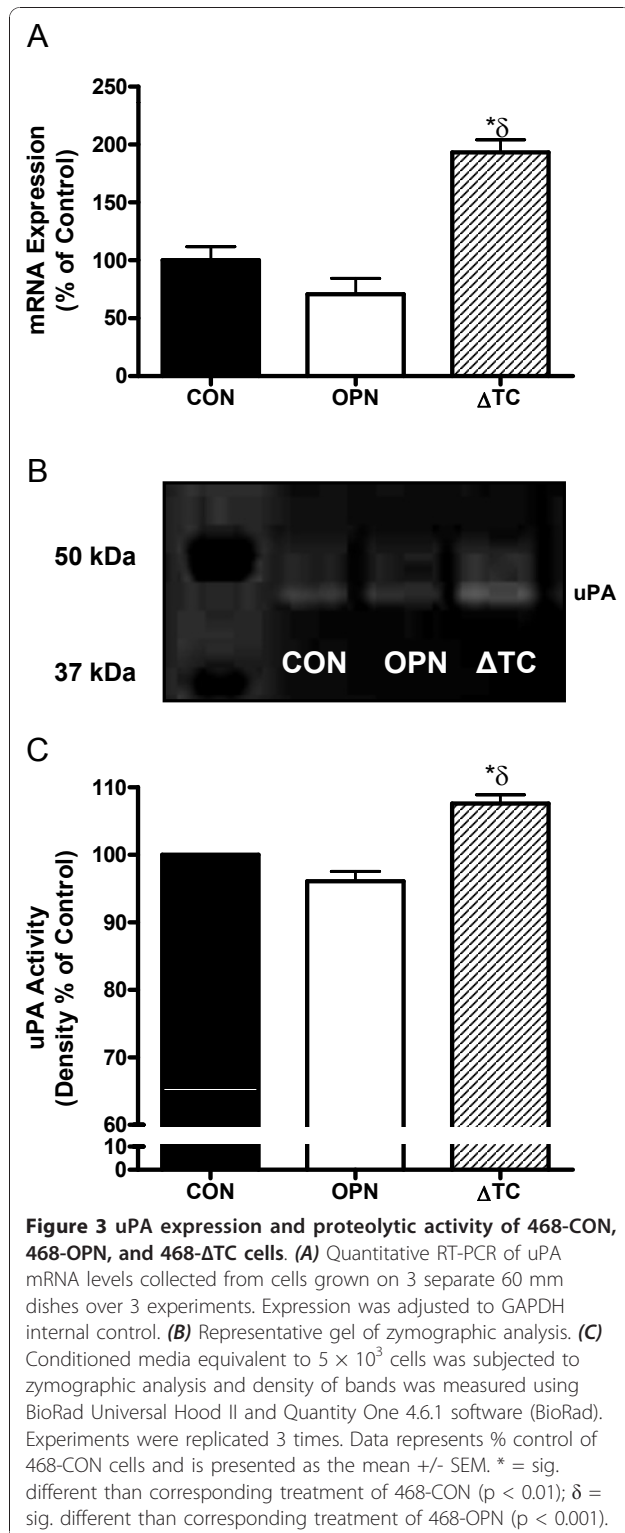 A
250
200
150
100
50
0
mRNA Expression
(% of Control)
*δ
CON OPN ΔTC
B
50 kDa
37 kDa
CON OPN ΔTC
uPA
C
110
100
90
80
70
60
10
0
uPA Activity
(Density % of Control)
*δ
CON OPN ΔTC
Figure 3 uPA expression and proteolytic activity of 468-CON,
468-OPN, and 468-ΔTC cells. (A) Quantitative RT-PCR of uPA
mRNA levels collected from cells grown on 3 separate 60 mm
dishes over 3 experiments. Expression was adjusted to GAPDH
internal control. (B) Representative gel of zymographic analysis. (C)
Conditioned media equivalent to 5 × 10³ cells was subjected to
zymographic analysis and density of bands was measured using
BioRad Universal Hood II and Quantity One 4.6.1 software (BioRad).
Experiments were replicated 3 times. Data represents % control of
468-CON cells and is presented as the mean +/- SEM. * = sig.
different than corresponding treatment of 468-CON (p < 0.01); δ =
sig. different than corresponding treatment of 468-OPN (p < 0.001).